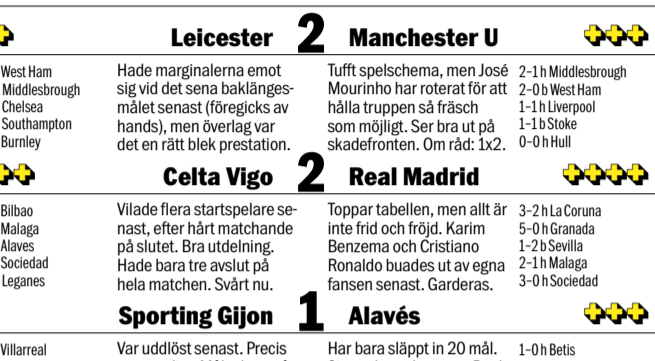 Leicester 2 Manchester U
West Ham
Middlesbrough
Chelsea
Southampton
Burnley
Hade marginalerna emot
sig vid det sena baklänges-
målet senast (föregicks av
hands), men överlag var
det en rätt blek prestation.
Tufft spelschema, men José
Mourinho har roterat för att
hålla truppen så fräsch
som möjligt. Ser bra ut på
skadefronten. Om råd: 1x2.
2–1 h Middlesbrough
2–0 b West Ham
1–1 h Liverpool
1–1 b Stoke
0–0 h Hull
Celta Vigo 2 Real Madrid
Bilbao
Malaga
Alaves
Sociedad
Leganes
Vilade flera startspelare se-
nast, efter hårt matchande
på slutet. Bra utdelning.
Hade bara tre avslut på
hela matchen. Svårt nu.
Toppar tabellen, men allt är
inte frid och fröjd. Karim
Benzema och Cristiano
Ronaldo buades ut av egna
fansen senast. Garderas.
3–2 h La Coruna
5–0 h Granada
1–2 b Sevilla
2–1 h Malaga
3–0 h Sociedad
Sporting Gijon 1 Alavés
Villarreal
Var uddlöst senast. Precis
Har bara släppt in 20 mål.
1–0 h Betis